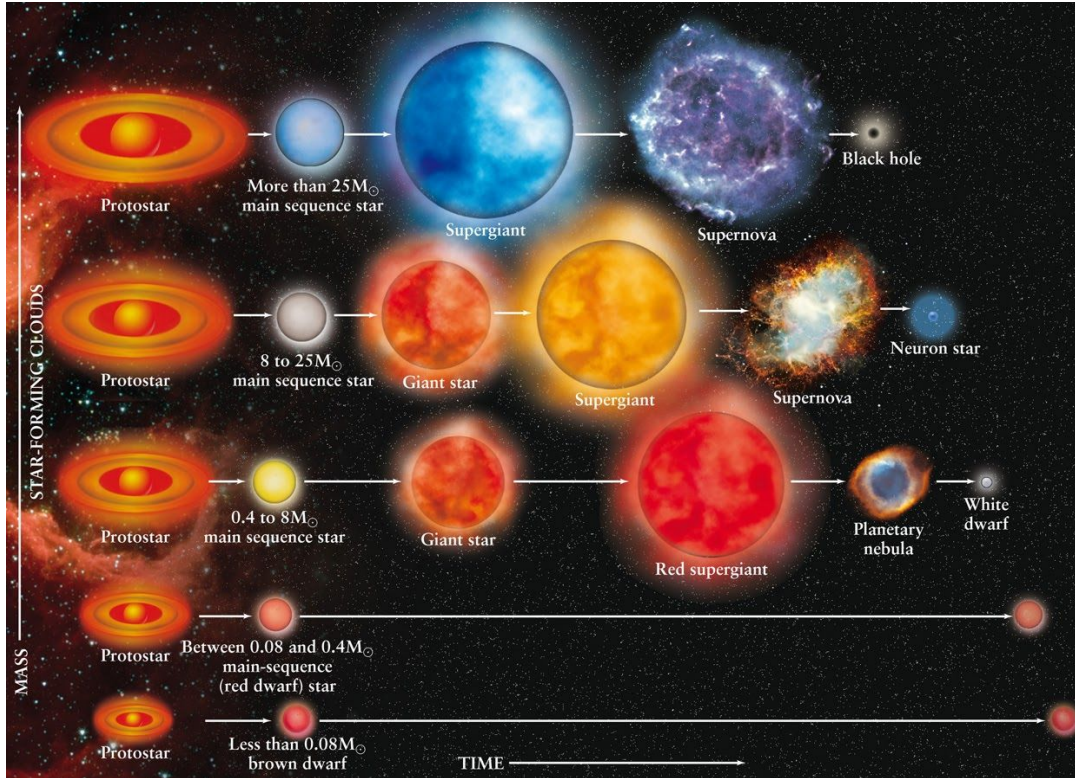 Protostar
More than 25M☉
main sequence star
Supergiant
Supernova
Black hole
Protostar
8 to 25M☉
main sequence star
Giant star
Supergiant
Supernova
Neuron star
Protostar
0.4 to 8M☉
main sequence star
Giant star
Red supergiant
Planetary
nebula
White
dwarf
Protostar
Between 0.08 and 0.4M☉
main-sequence
(red dwarf) star
Protostar
Less than 0.08M☉
brown dwarf
MASS
STAR-FORMING CLOUDS
TIME